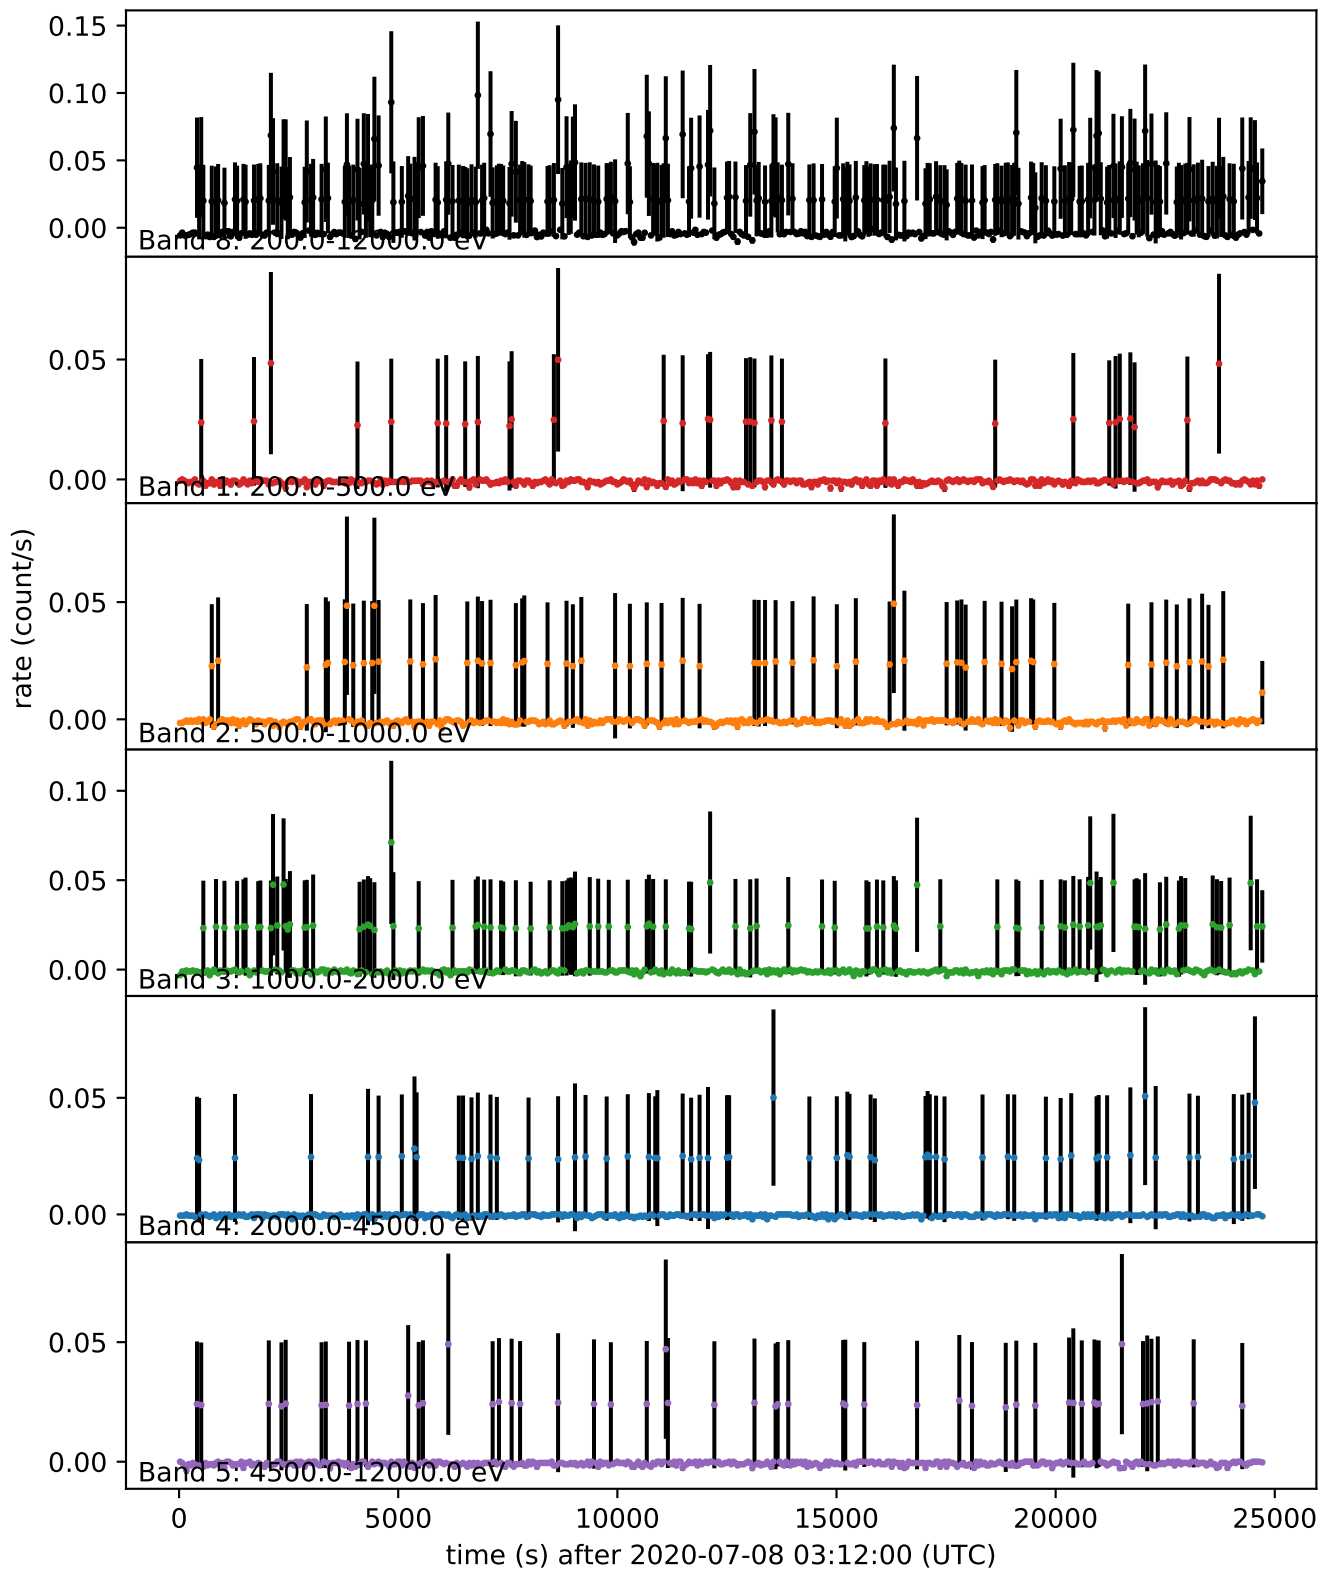 0.15
0.10
0.05
0.00
Band 8: 200.0-12000.0 eV
0.05
0.00
Band 1: 200.0-500.0 eV
rate (count/s)
0.05
0.00
Band 2: 500.0-1000.0 eV
0.10
0.05
0.00
Band 3: 1000.0-2000.0 eV
0.05
0.00
Band 4: 2000.0-4500.0 eV
0.05
0.00
Band 5: 4500.0-12000.0 eV
0 5000 10000 15000 20000 25000
time (s) after 2020-07-08 03:12:00 (UTC)